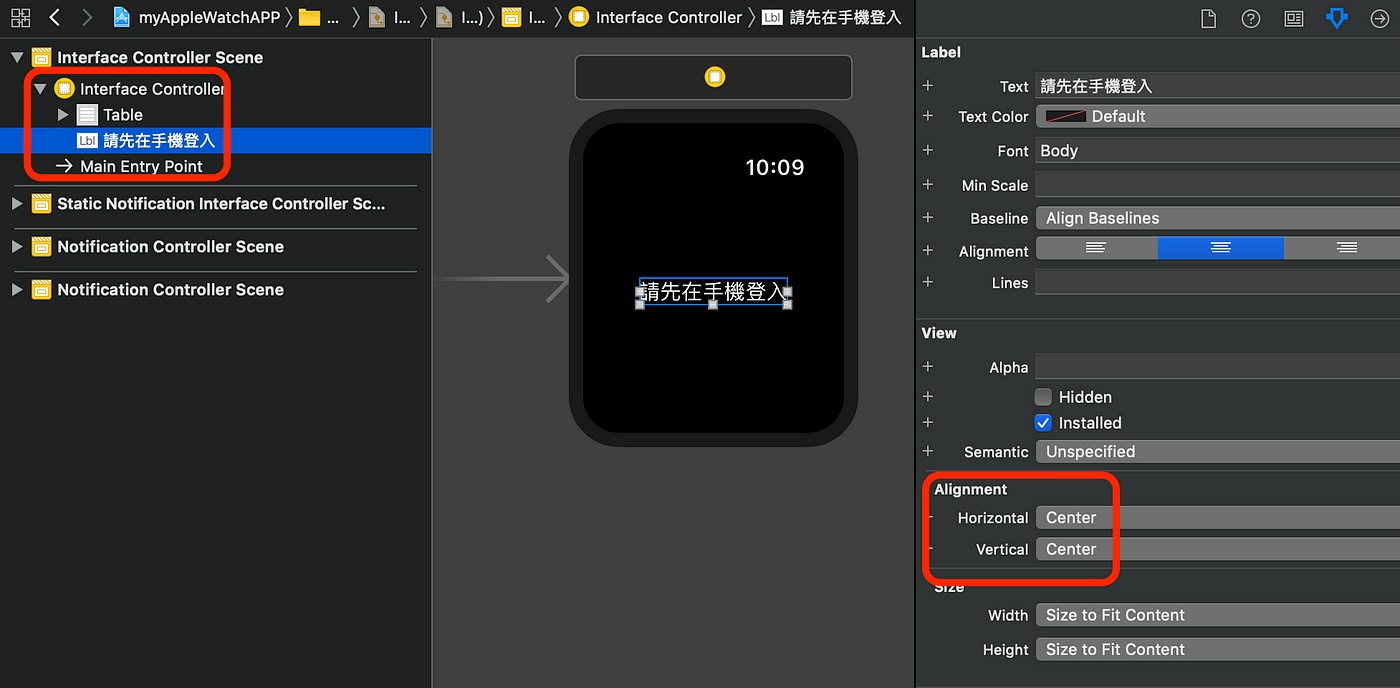 myAppleWatchAPP ... I... I...) I... Interface Controller Lbl 請先在手機登入
Interface Controller Scene
Interface Controller
Table
Lbl 請先在手機登入
Main Entry Point
Static Notification Interface Controller Sc...
Notification Controller Scene
Notification Controller Scene
10:09
請先在手機登入
Label
Text 請先在手機登入
Text Color Default
Font Body
Min Scale
Baseline Align Baselines
Alignment
Lines
View
Alpha
Hidden
Installed
Semantic Unspecified
Alignment
Horizontal Center
Vertical Center
Size
Width Size to Fit Content
Height Size to Fit Content